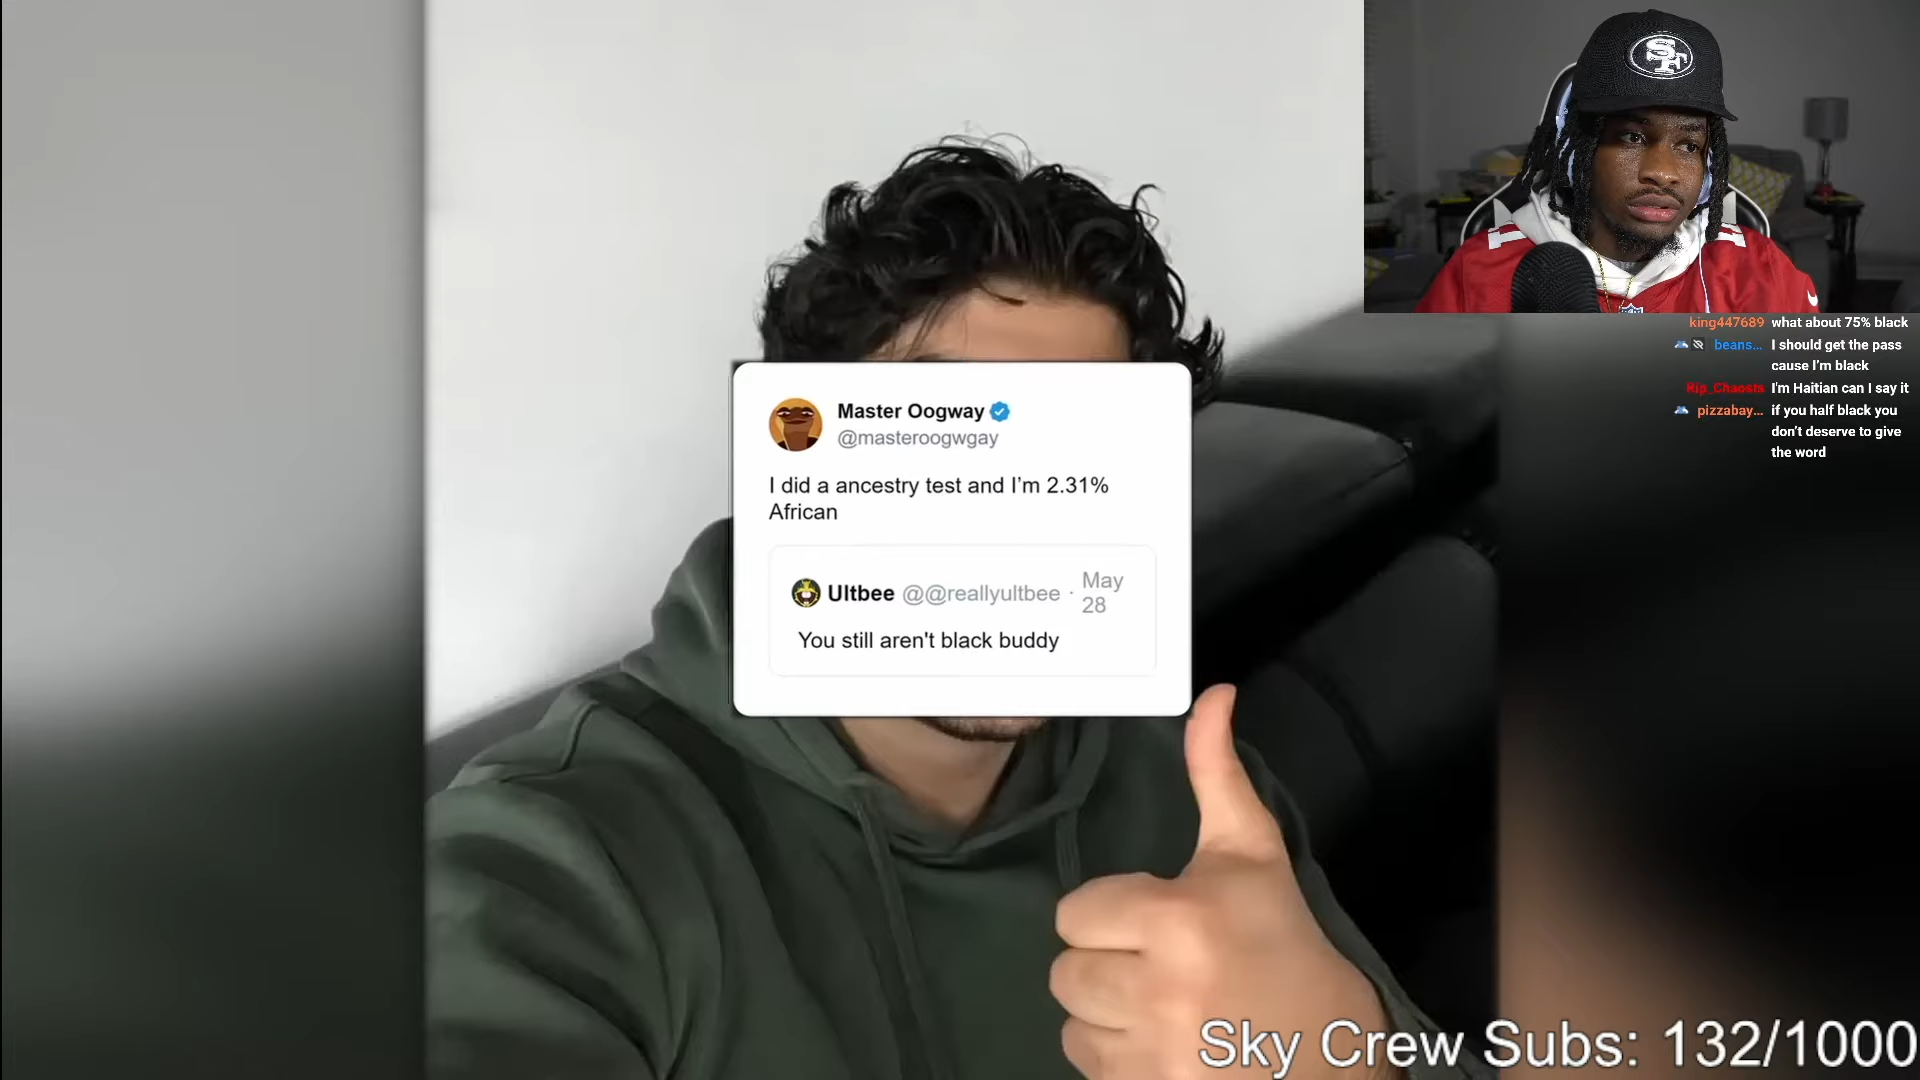 SF
king447689 what about 75% black
beans... I should get the pass
cause I'm black
Rip_Chaosts I'm Haitian can I say it
pizzabay... if you half black you
don't deserve to give
the word
Master Oogway
@masteroogwgay
I did a ancestry test and I'm 2.31%
African
Ultbee @@reallyultbee · May
28
You still aren't black buddy
Sky Crew Subs: 132/1000